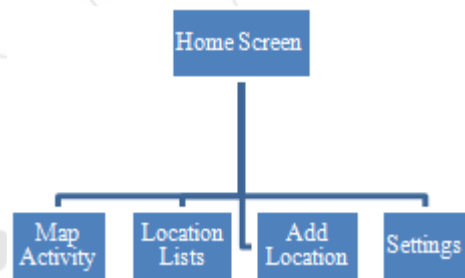 Home Screen
Map
Activity
Location
Lists
Add
Location
Settings